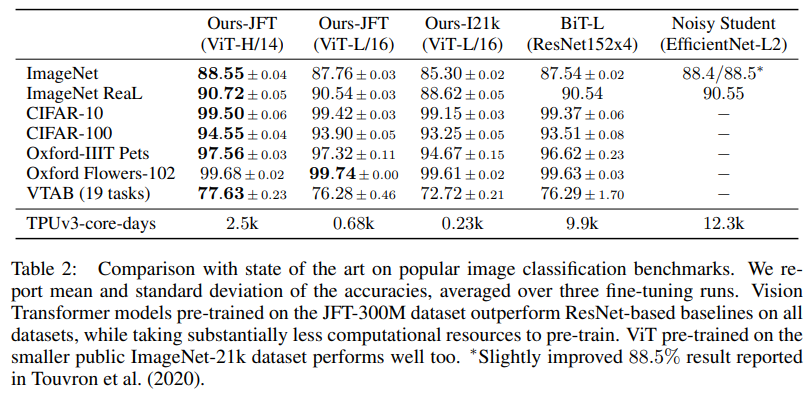 Ours-JFT Ours-JFT Ours-I21k BiT-L Noisy Student
(ViT-H/14) (ViT-L/16) (ViT-L/16) (ResNet152x4) (EfficientNet-L2)
ImageNet 88.55 ± 0.04 87.76 ± 0.03 85.30 ± 0.02 87.54 ± 0.02 88.4/88.5*
ImageNet ReaL 90.72 ± 0.05 90.54 ± 0.03 88.62 ± 0.05 90.54 90.55
CIFAR-10 99.50 ± 0.06 99.42 ± 0.03 99.15 ± 0.03 99.37 ± 0.06 −
CIFAR-100 94.55 ± 0.04 93.90 ± 0.05 93.25 ± 0.05 93.51 ± 0.08 −
Oxford-IIIT Pets 97.56 ± 0.03 97.32 ± 0.11 94.67 ± 0.15 96.62 ± 0.23 −
Oxford Flowers-102 99.68 ± 0.02 99.74 ± 0.00 99.61 ± 0.02 99.63 ± 0.03 −
VTAB (19 tasks) 77.63 ± 0.23 76.28 ± 0.46 72.72 ± 0.21 76.29 ± 1.70 −
TPUv3-core-days 2.5k 0.68k 0.23k 9.9k 12.3k
Table 2: Comparison with state of the art on popular image classification benchmarks. We re-
port mean and standard deviation of the accuracies, averaged over three fine-tuning runs. Vision
Transformer models pre-trained on the JFT-300M dataset outperform ResNet-based baselines on all
datasets, while taking substantially less computational resources to pre-train. ViT pre-trained on the
smaller public ImageNet-21k dataset performs well too. *Slightly improved 88.5% result reported
in Touvron et al. (2020).